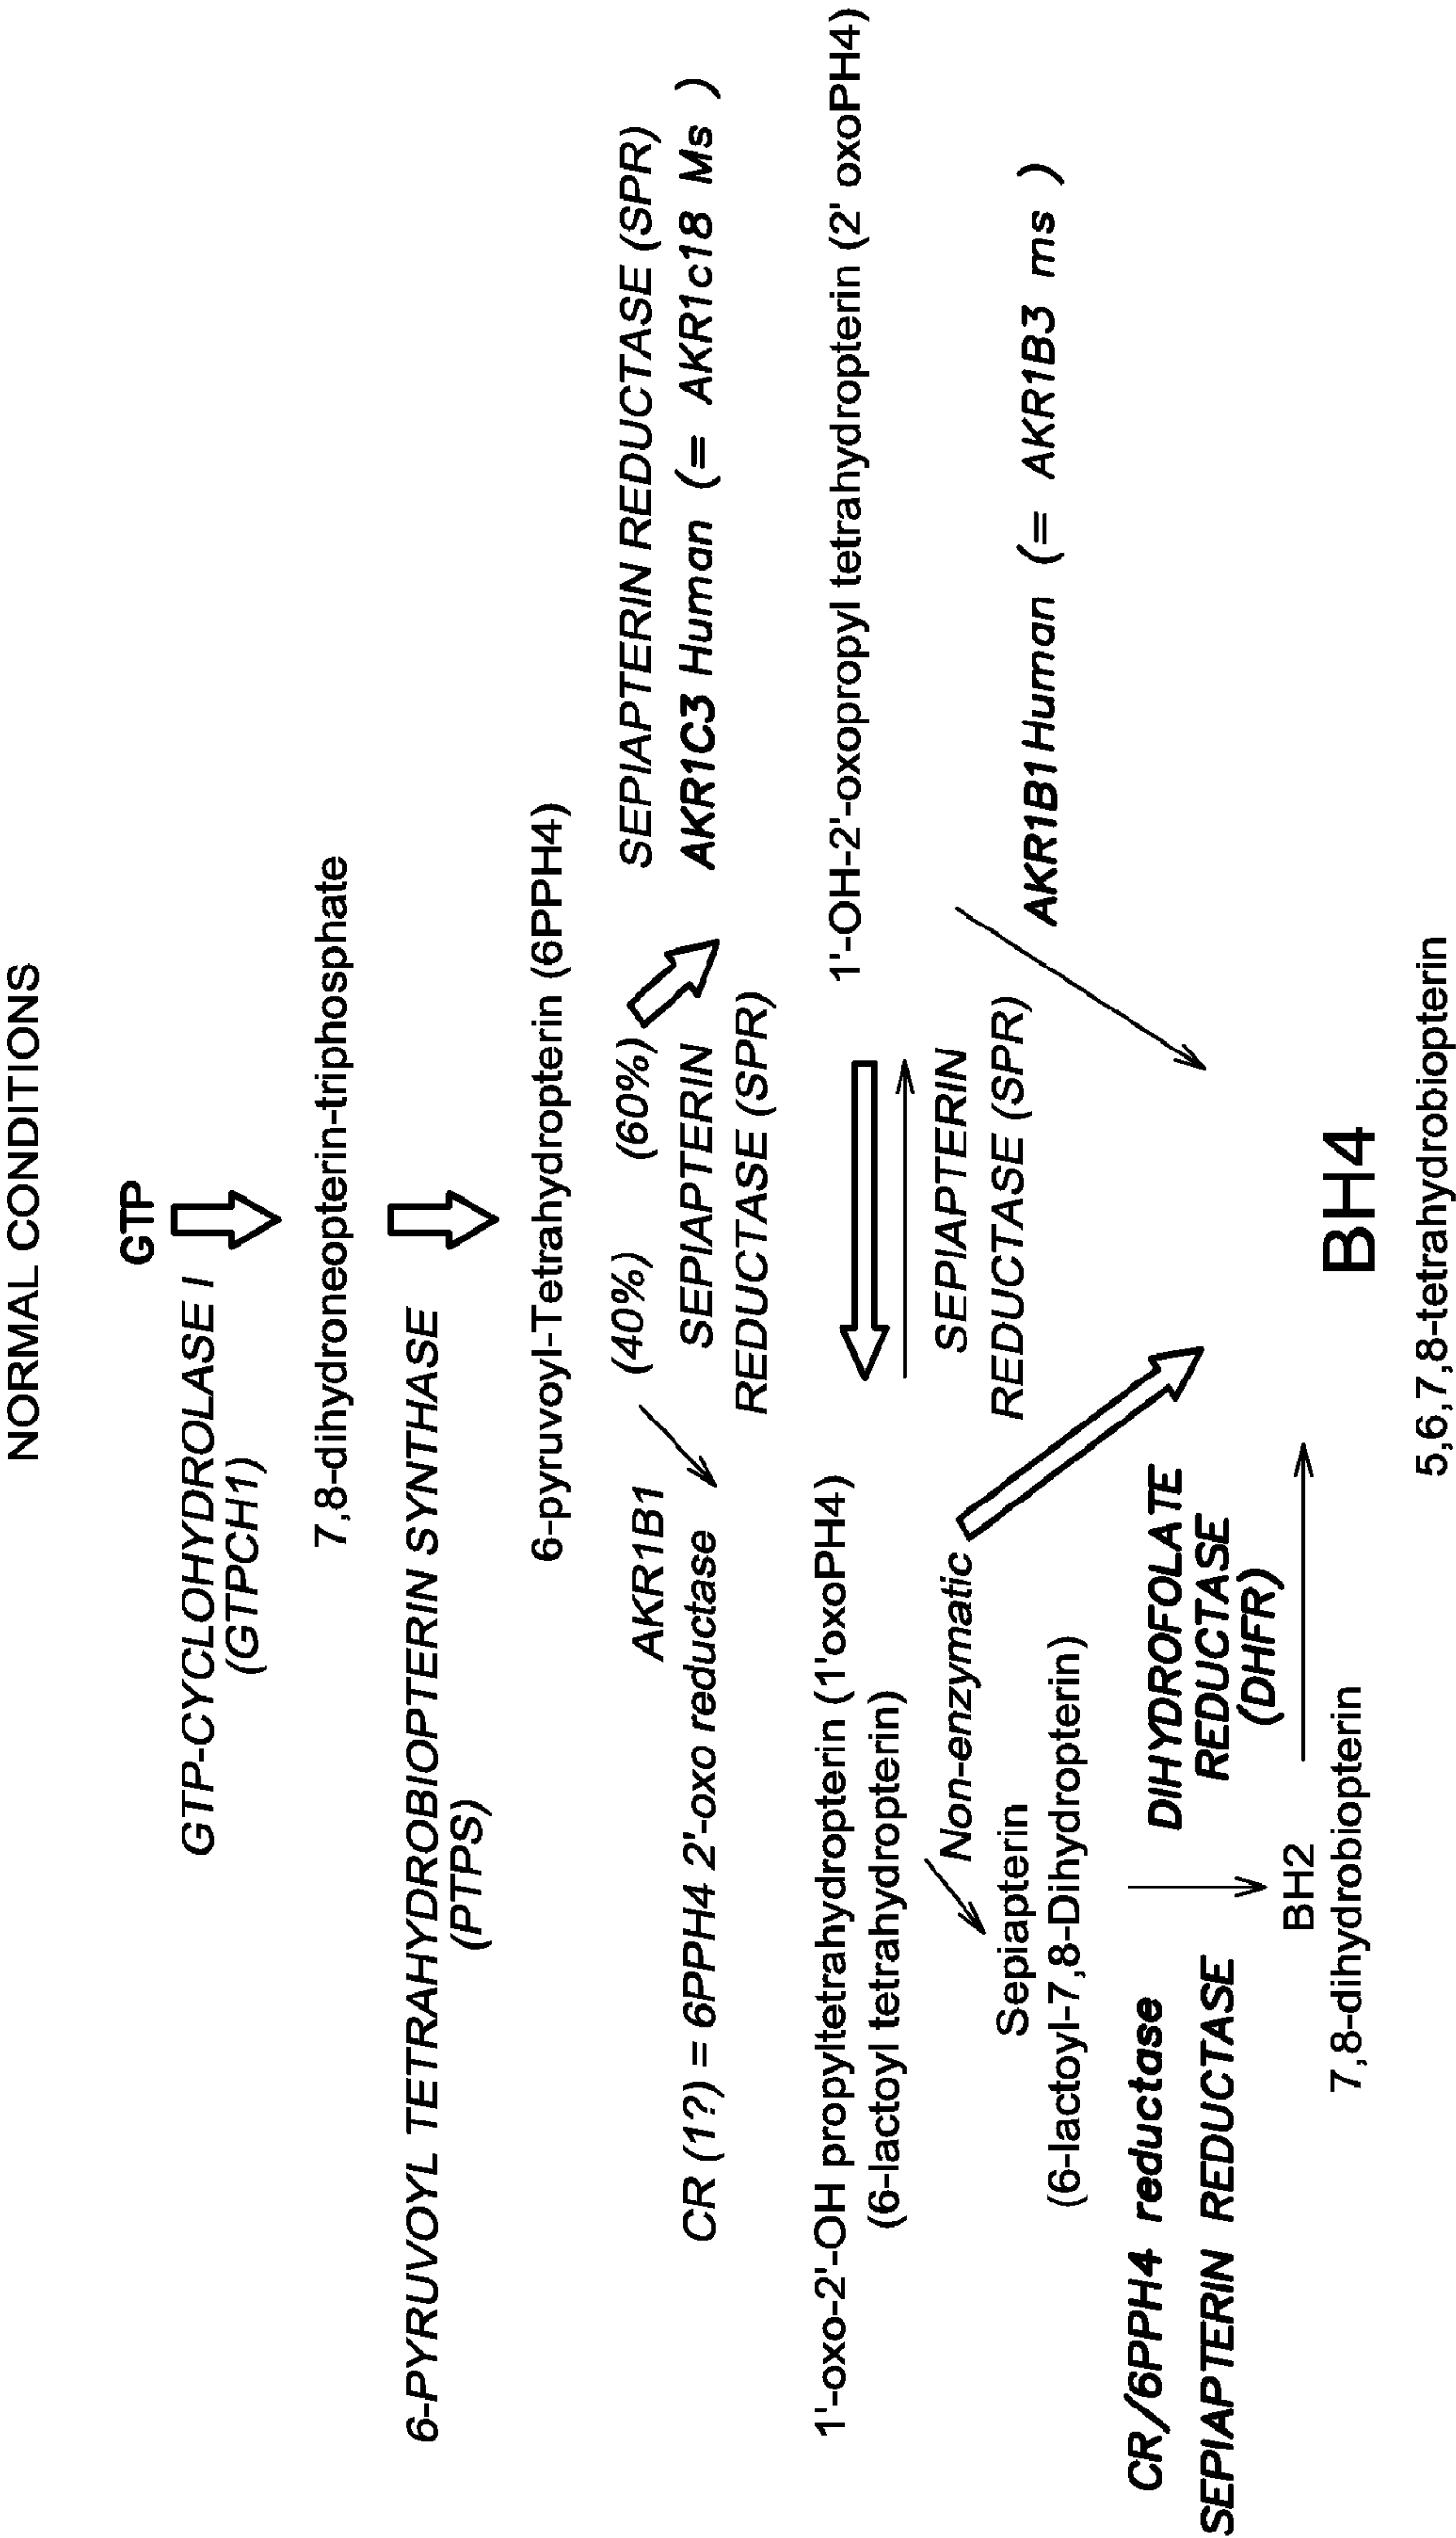 NORMAL CONDITIONS
GTP
GTP-CYCLOHYDROLASE I
(GTPCH1)
7,8-dihydroneopterin-triphosphate
6-PYRUVOYL TETRAHYDROBIOPTERIN SYNTHASE
(PTPS)
6-pyruvoyl-Tetrahydropterin (6PPH4)
(40%) (60%)
SEPIAPTERIN REDUCTASE (SPR)
AKR1C3 Human (= AKR1c18 Ms )
AKR1B1
CR (1?) = 6PPH4 2'-oxo reductase
SEPIAPTERIN
REDUCTASE (SPR)
1'-oxo-2'-OH propyltetrahydropterin (1'oxoPH4)
(6-lactoyl tetrahydropterin)
1'-OH-2'-oxopropyl tetrahydropterin (2' oxoPH4)
SEPIAPTERIN
REDUCTASE (SPR)
AKR1B1Human (= AKR1B3 ms )
Non-enzymatic
Sepiapterin
(6-lactoyl-7,8-Dihydropterin)
CR/6PPH4 reductase
SEPIAPTERIN REDUCTASE
DIHYDROFOLATE
REDUCTASE
(DHFR)
BH2
7,8-dihydrobiopterin
BH4
5,6,7,8-tetrahydrobiopterin